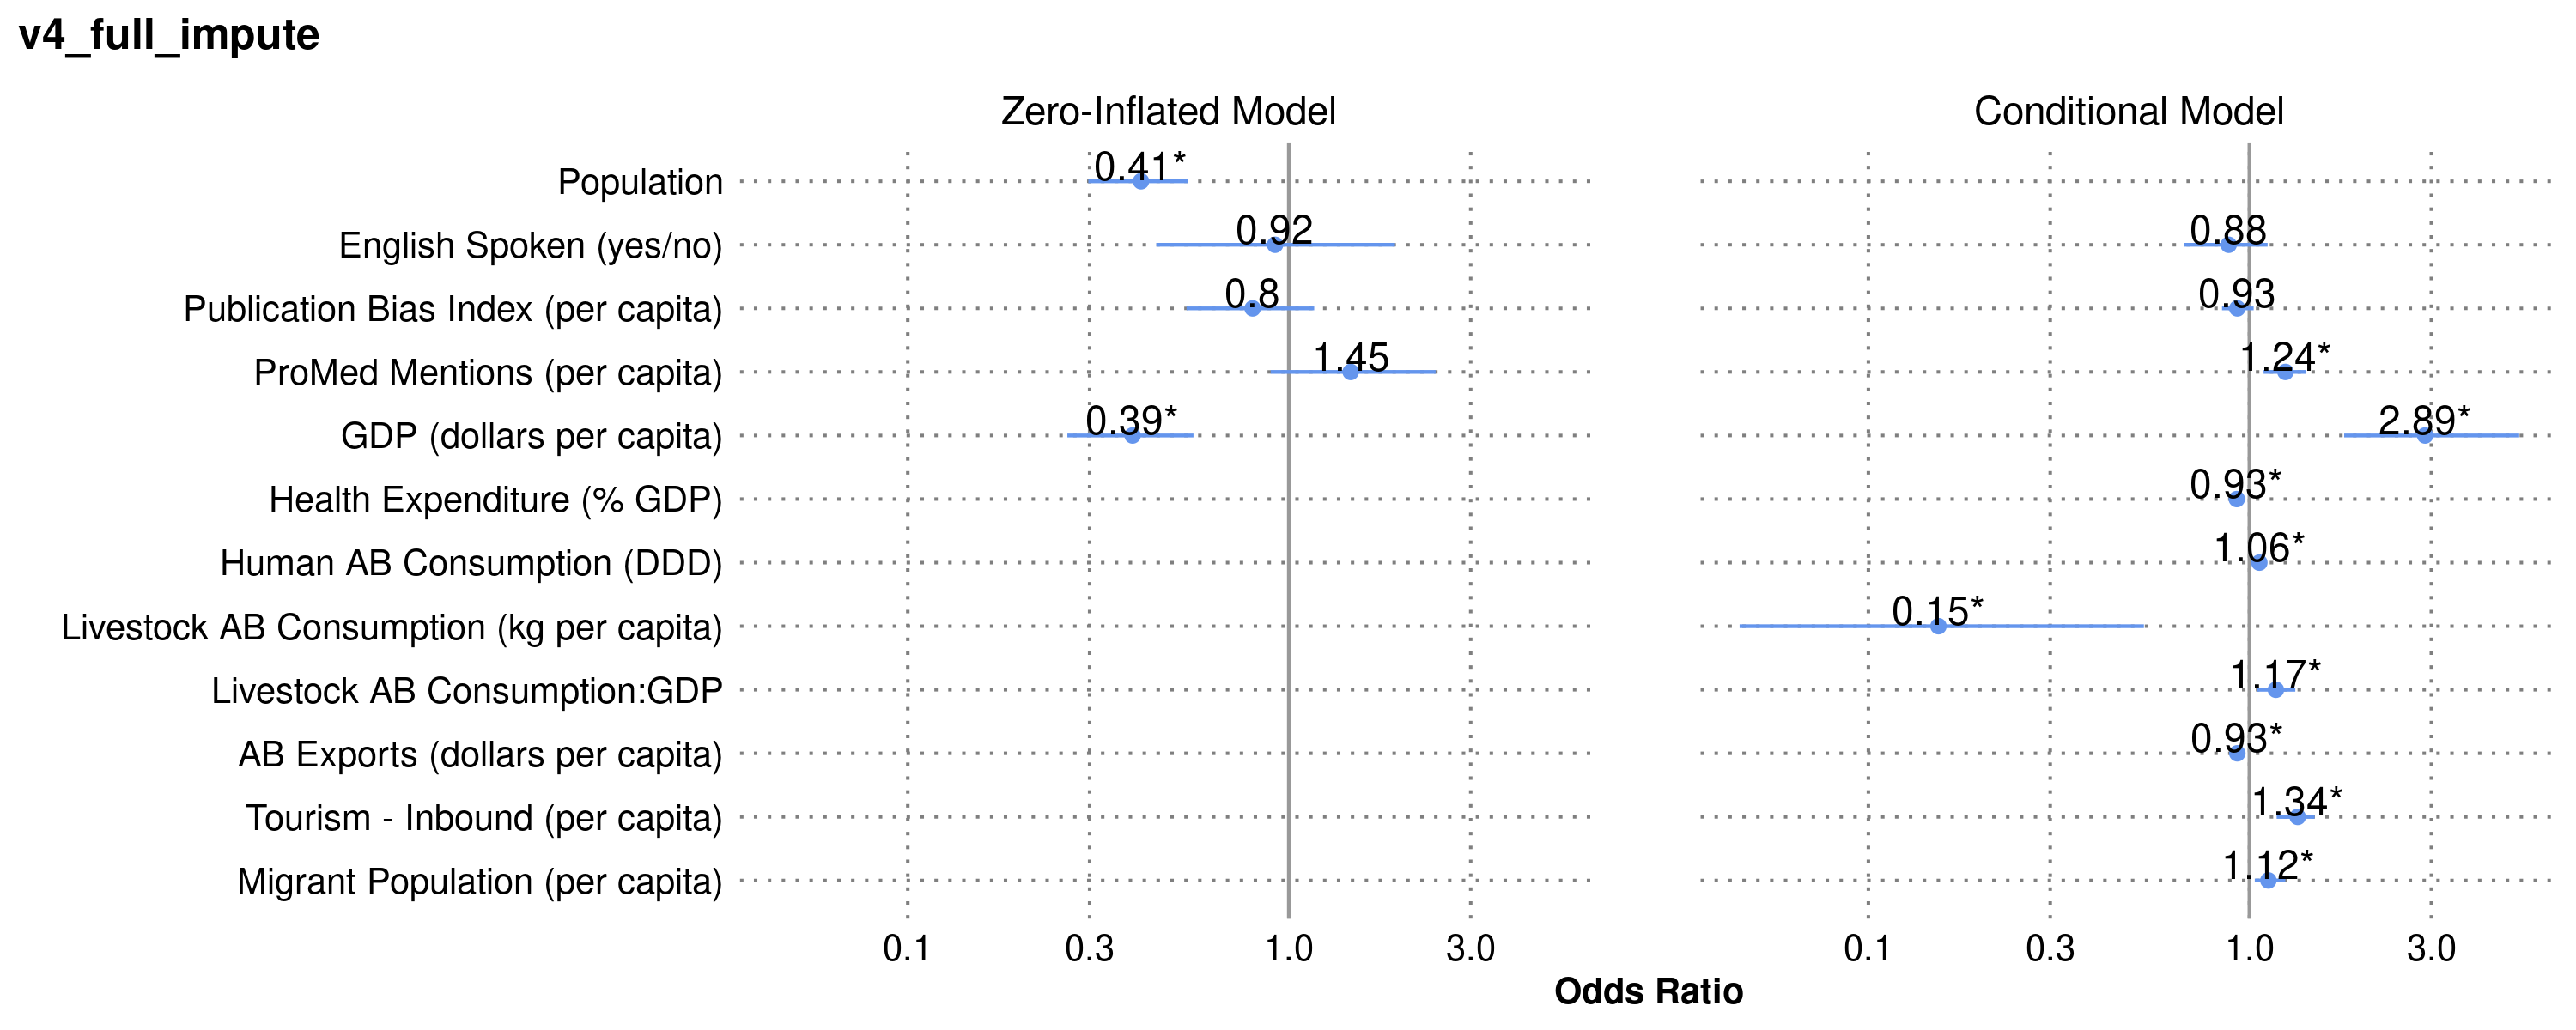 v4_full_impute
Zero-Inflated Model
Conditional Model
Population 0.41*
English Spoken (yes/no) 0.92 0.88
Publication Bias Index (per capita) 0.8 0.93
ProMed Mentions (per capita) 1.45 1.24*
GDP (dollars per capita) 0.39* 2.89*
Health Expenditure (% GDP) 0.93*
Human AB Consumption (DDD) 1.06*
Livestock AB Consumption (kg per capita) 0.15*
Livestock AB Consumption:GDP 1.17*
AB Exports (dollars per capita) 0.93*
Tourism - Inbound (per capita) 1.34*
Migrant Population (per capita) 1.12*
0.1 0.3 1.0 3.0 0.1 0.3 1.0 3.0
Odds Ratio